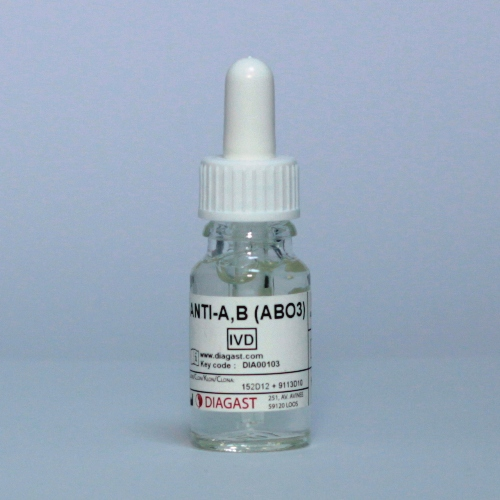 ANTI-A,B (ABO3)
IVD
www.diagast.com
Key code : DIA00103
152D12 + 9113D10
DIAGAST
251, AV. AVINEE
59120 LOOS